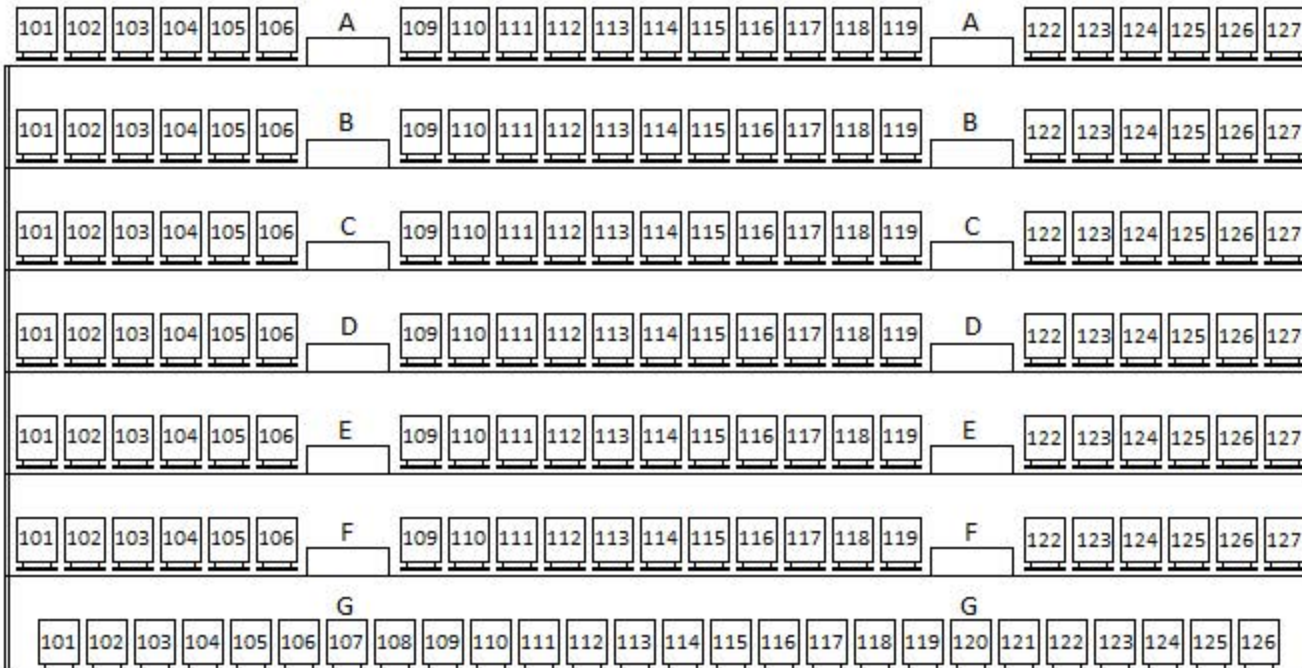 101 102 103 104 105 106 A 109 110 111 112 113 114 115 116 117 118 119 A 122 123 124 125 126 127
101 102 103 104 105 106 B 109 110 111 112 113 114 115 116 117 118 119 B 122 123 124 125 126 127
101 102 103 104 105 106 C 109 110 111 112 113 114 115 116 117 118 119 C 122 123 124 125 126 127
101 102 103 104 105 106 D 109 110 111 112 113 114 115 116 117 118 119 D 122 123 124 125 126 127
101 102 103 104 105 106 E 109 110 111 112 113 114 115 116 117 118 119 E 122 123 124 125 126 127
101 102 103 104 105 106 F 109 110 111 112 113 114 115 116 117 118 119 F 122 123 124 125 126 127
G G
101 102 103 104 105 106 107 108 109 110 111 112 113 114 115 116 117 118 119 120 121 122 123 124 125 126